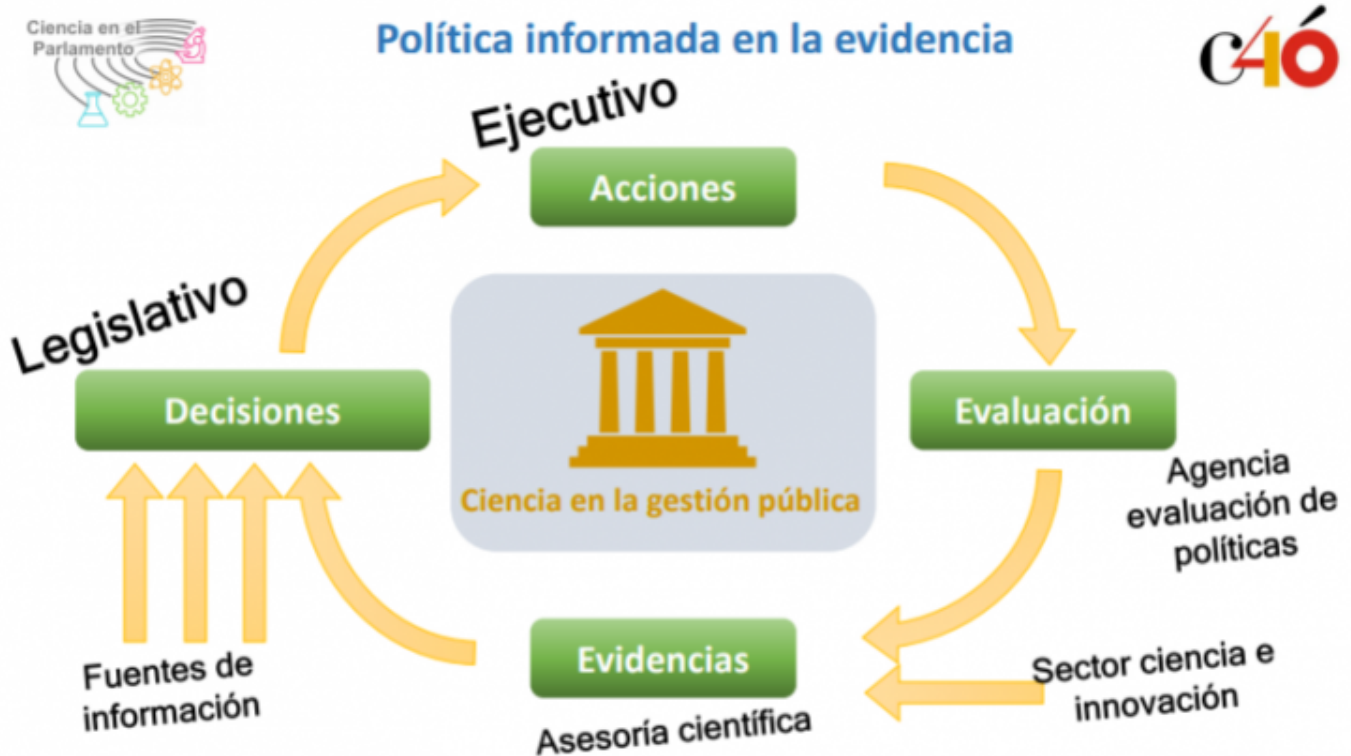 Ciencia en el
Parlamento
Política informada en la evidencia
C4Ó
Ejecutivo
Acciones
Legislativo
Decisiones
Evaluación
Ciencia en la gestión pública
Agencia
evaluación de
políticas
Fuentes de
información
Evidencias
Sector ciencia e
innovación
Asesoría científica